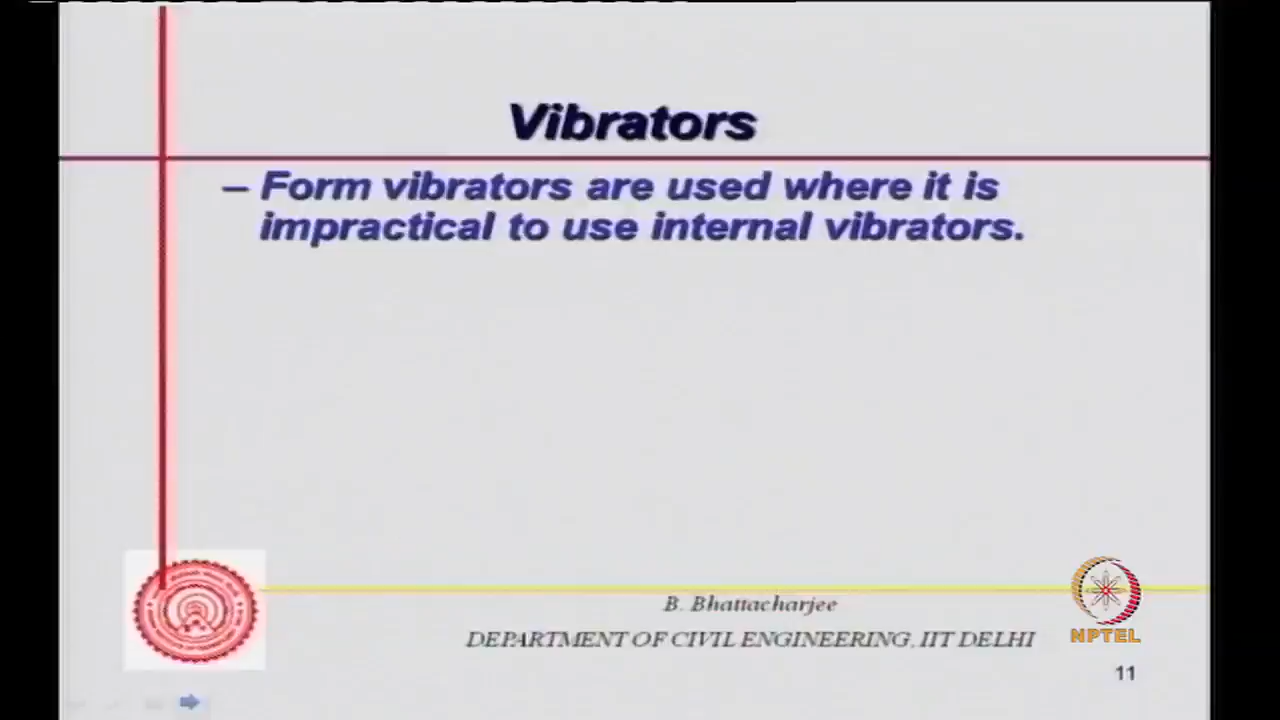 Vibrators
– Form vibrators are used where it is
impractical to use internal vibrators.
B. Bhattacharjee
DEPARTMENT OF CIVIL ENGINEERING, IIT DELHI
NPTEL
11